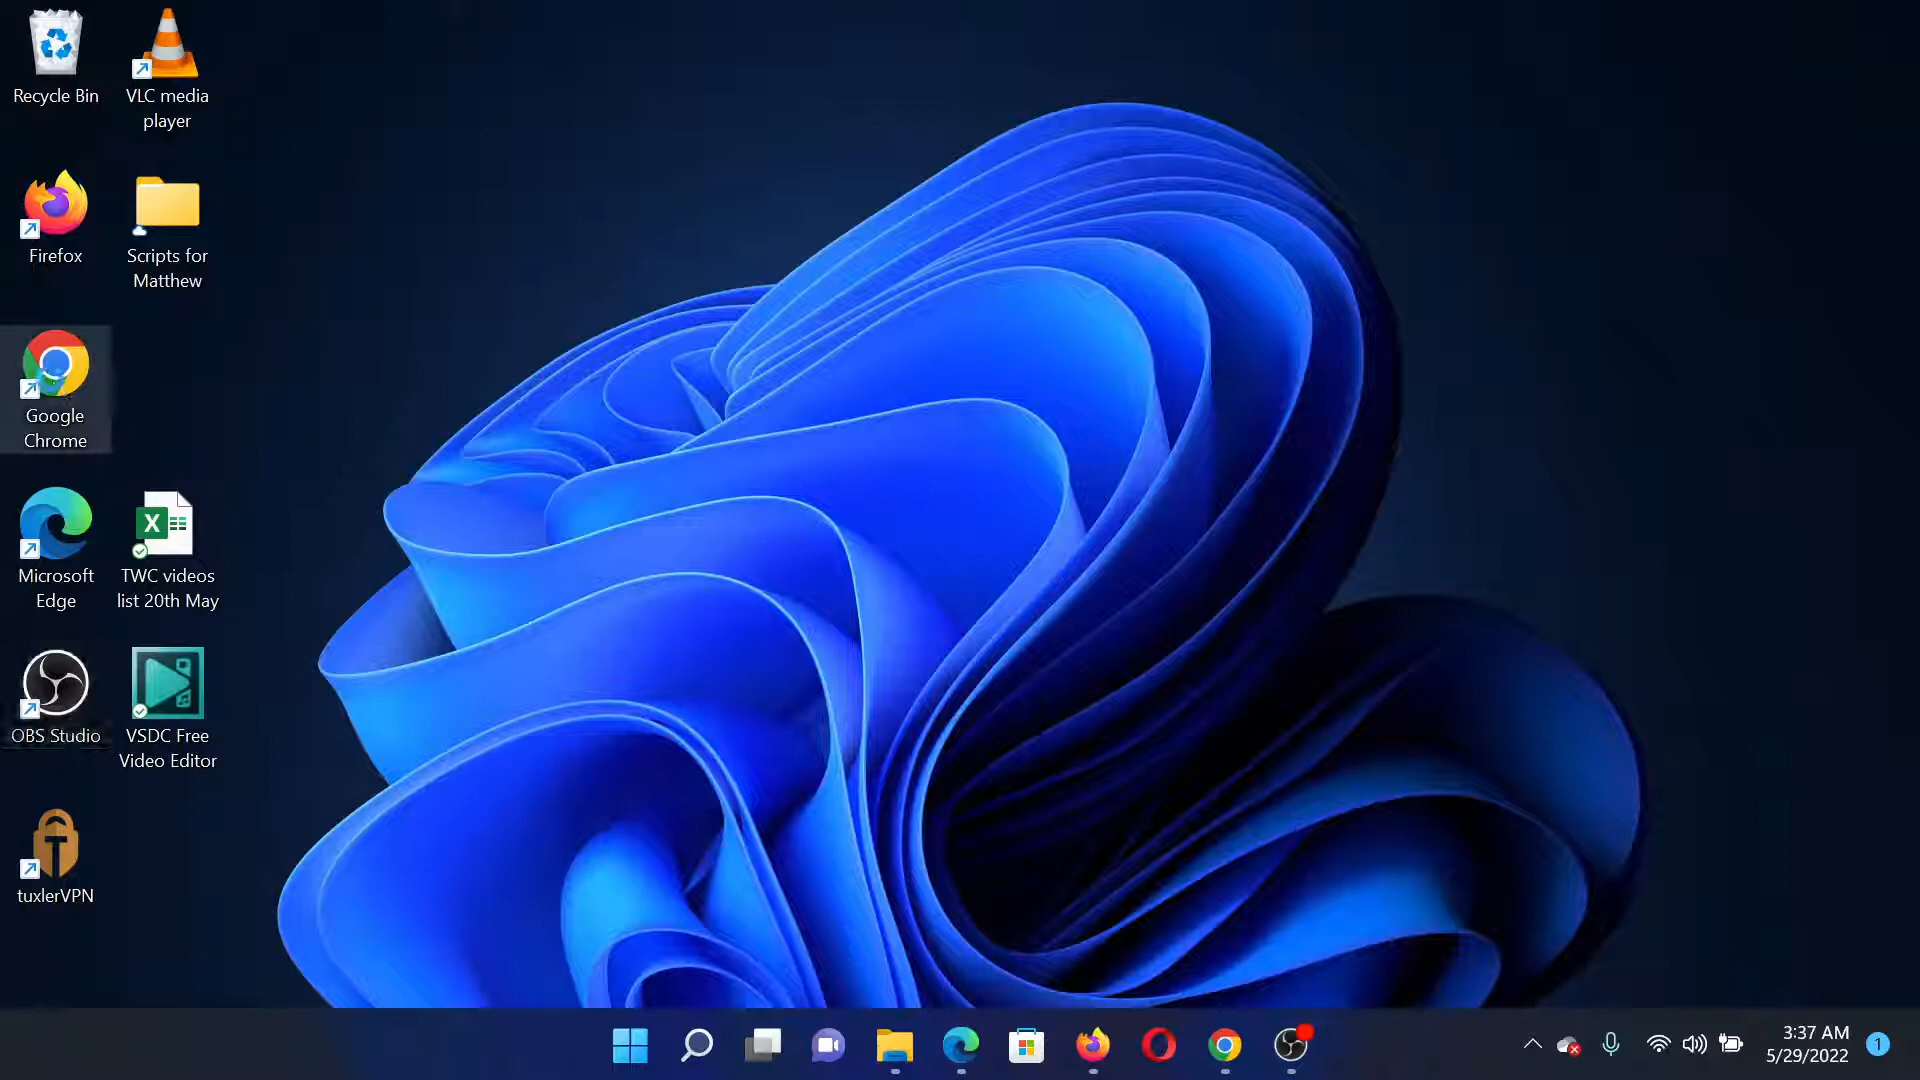 Recycle Bin
VLC media
player
Firefox
Scripts for
Matthew
Google
Chrome
Microsoft
Edge
TWC videos
list 20th May
OBS Studio
VSDC Free
Video Editor
tuxlerVPN
3:37 AM
5/29/2022
1